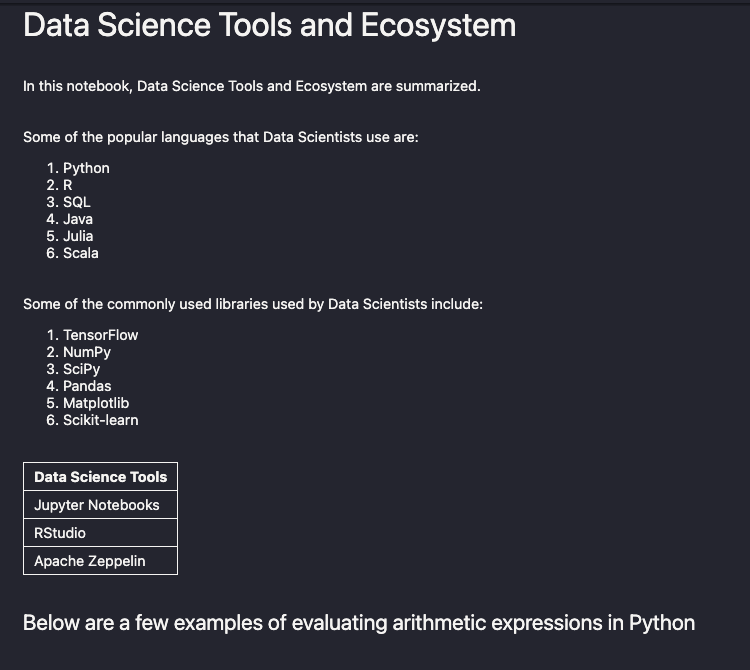 Data Science Tools and Ecosystem
In this notebook, Data Science Tools and Ecosystem are summarized.
Some of the popular languages that Data Scientists use are:
1. Python
2. R
3. SQL
4. Java
5. Julia
6. Scala
Some of the commonly used libraries used by Data Scientists include:
1. TensorFlow
2. NumPy
3. SciPy
4. Pandas
5. Matplotlib
6. Scikit-learn
Data Science Tools
Jupyter Notebooks
RStudio
Apache Zeppelin
Below are a few examples of evaluating arithmetic expressions in Python